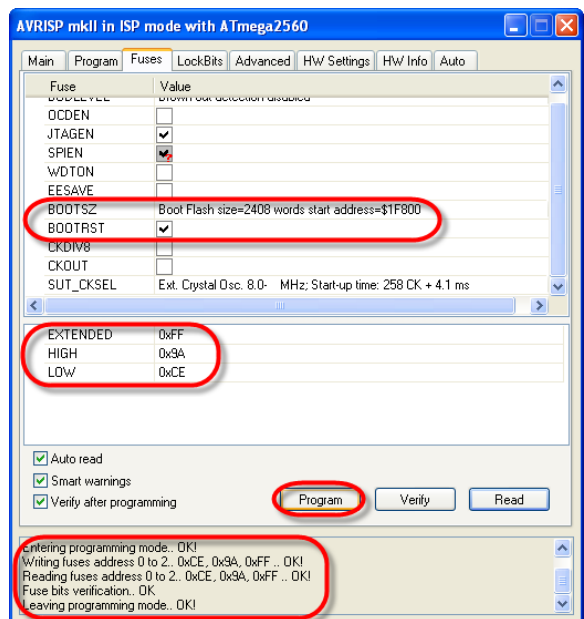 AVRISP mkII in ISP mode with ATmega2560
Main Program Fuses LockBits Advanced HW Settings HW Info Auto
Fuse Value
BODLEVEL Brown-out detection disabled
OCDEN
JTAGEN
SPIEN
WDTON
EESAVE
BOOTSZ Boot Flash size=2408 words start address=$1F800
BOOTRST
CKDIV8
CKOUT
SUT_CKSEL Ext. Crystal Osc. 8.0- MHz; Start-up time: 258 CK + 4.1 ms
EXTENDED 0xFF
HIGH 0x9A
LOW 0xCE
Auto read
Smart warnings
Verify after programming
Program Verify Read
Entering programming mode.. OK!
Writing fuses address 0 to 2.. 0xCE, 0x9A, 0xFF .. OK!
Reading fuses address 0 to 2.. 0xCE, 0x9A, 0xFF .. OK!
Fuse bits verification.. OK
Leaving programming mode.. OK!